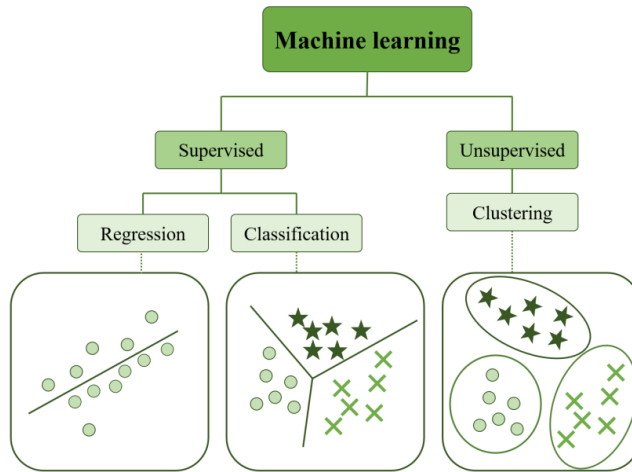 Machine learning
Supervised
Unsupervised
Regression
Classification
Clustering